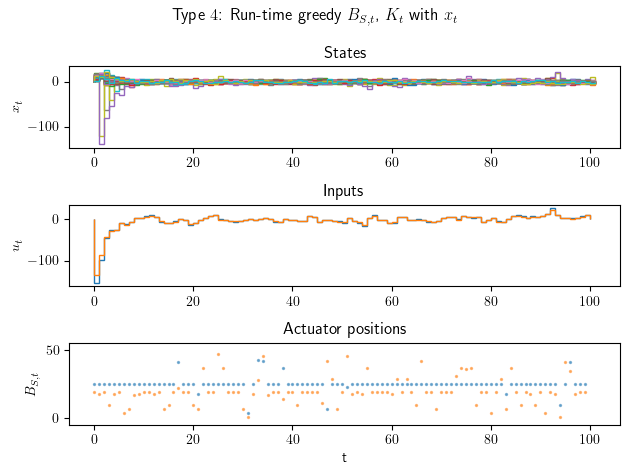 Type 4: Run-time greedy $B_{S,t}$, $K_t$ with $x_t$
States
0
−100
$x_t$
0 20 40 60 80 100
Inputs
0
−100
$u_t$
0 20 40 60 80 100
Actuator positions
50
0
$B_{S,t}$
0 20 40 60 80 100
t